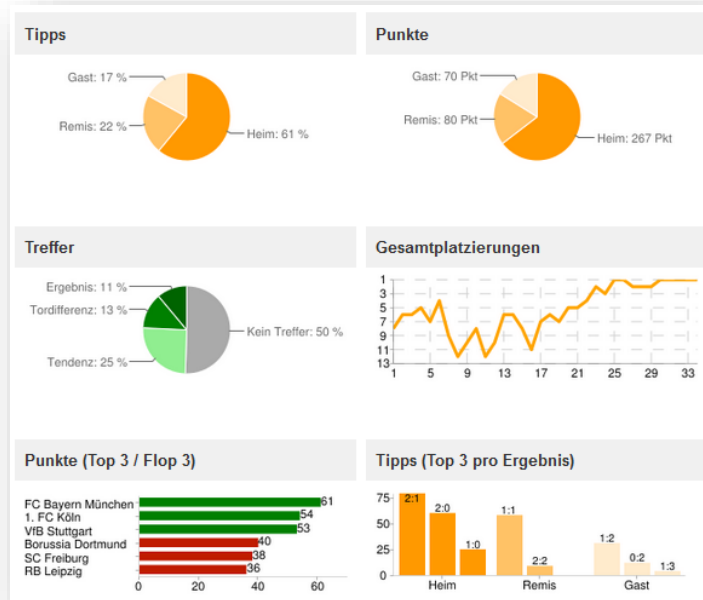 Tipps
Gast: 17 %
Remis: 22 %
Heim: 61 %
Punkte
Gast: 70 Pkt
Remis: 80 Pkt
Heim: 267 Pkt
Treffer
Ergebnis: 11 %
Tordifferenz: 13 %
Kein Treffer: 50 %
Tendenz: 25 %
Gesamtplatzierungen
1
3
5
7
9
11
13
1 5 9 13 17 21 25 29 33
Punkte (Top 3 / Flop 3)
FC Bayern München 61
1. FC Köln 54
VfB Stuttgart 53
Borussia Dortmund 40
SC Freiburg 38
RB Leipzig 36
0 20 40 60
Tipps (Top 3 pro Ergebnis)
75
50
25
0
2:1 2:0 1:0 1:1 2:2 1:2 0:2 1:3
Heim Remis Gast